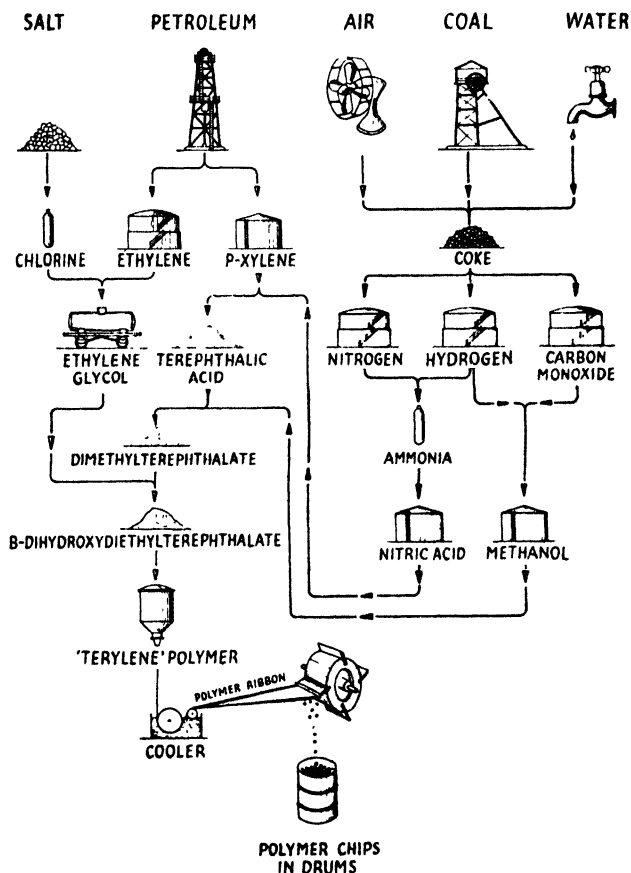 SALT
PETROLEUM
AIR
COAL
WATER
CHLORINE
ETHYLENE
P-XYLENE
COKE
ETHYLENE
GLYCOL
TEREPHTHALIC
ACID
NITROGEN
HYDROGEN
CARBON
MONOXIDE
DIMETHYLTEREPHTHALATE
AMMONIA
B-DIHYDROXYDIETHYLTEREPHTHALATE
NITRIC ACID
METHANOL
'TERYLENE' POLYMER
POLYMER RIBBON
COOLER
POLYMER CHIPS
IN DRUMS